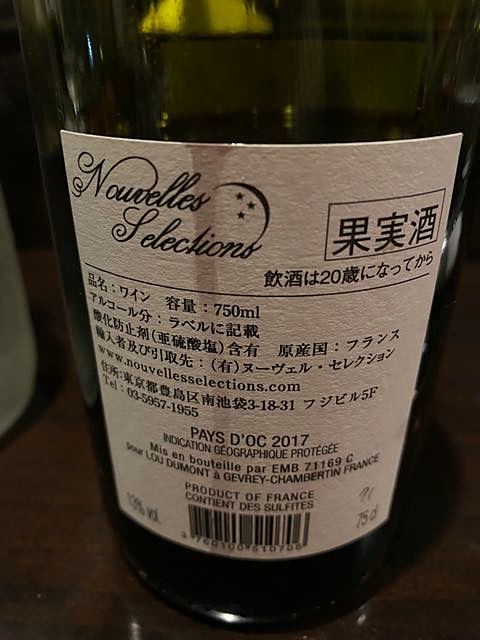 Nouvelles
Selections
果実酒
飲酒は20歳になってから
品名：ワイン 容量：750ml
アルコール分：ラベルに記載
酸化防止剤(亜硫酸塩)含有 原産国：フランス
輸入者及び引取先：(有)ヌーヴェル・セレクション
www.nouvellesselections.com
住所:東京都豊島区南池袋3-18-31 フジビル5F
Tel：03-5957-1955
PAYS D'OC 2017
INDICATION GÉOGRAPHIQUE PROTÉGÉE
Mis en bouteille par EMB 71169 C
pour LOU DUMONT à GEVREY-CHAMBERTIN FRANCE
PRODUCT OF FRANCE
CONTIENT DES SULFITES
13% vol.
75 cl
3 760100 510706